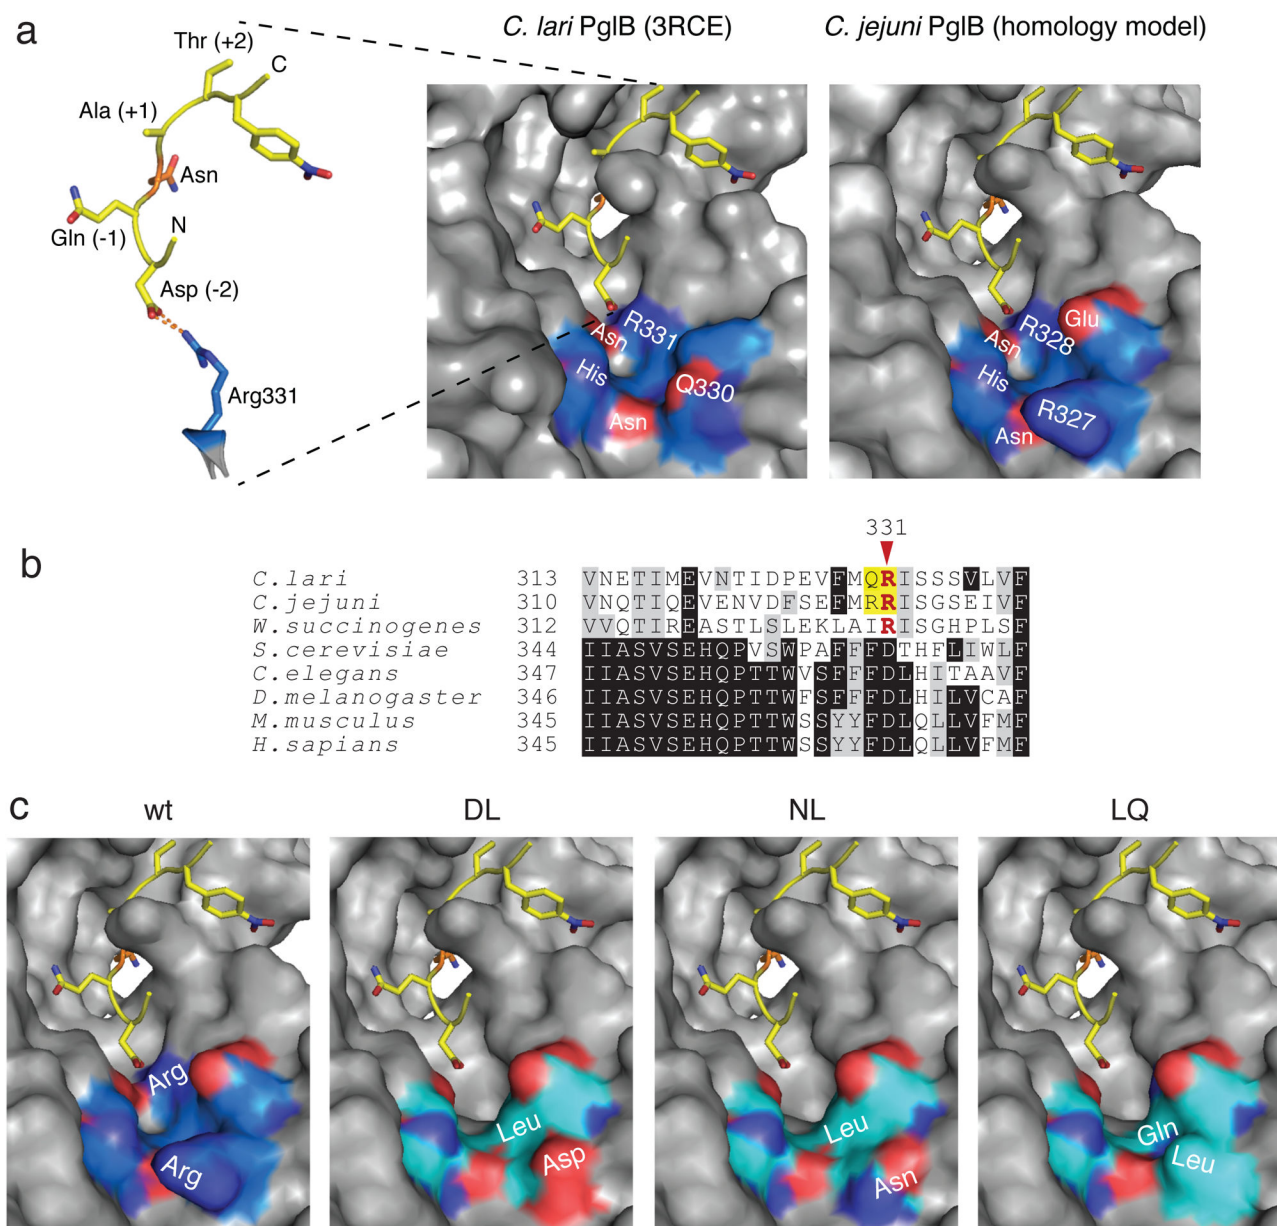 a
C. lari PglB (3RCE)
C. jejuni PglB (homology model)
Thr (+2)
C
Ala (+1)
Asn
Gln (-1)
N
Asp (-2)
Arg331
Asn
R331
His
Q330
Asn
Glu
R328
Asn
His
R327
Asn
b
331
C.lari 313 VNETIMEVNTIDPEVFMQRISSSVLVF
C.jejuni 310 VNQTIQEVENVDFSEFMRRISGSEIVF
W.succinogenes 312 VVQTIREASTLSLEKLAIRISGHPLSF
S.cerevisiae 344 IIASVSEHQPVSWPAFFFDTHFLIWLF
C.elegans 347 IIASVSEHQPTTWVSFFFDLHITAAVF
D.melanogaster 346 IIASVSEHQPTTWFSFFFDLHILVCAF
M.musculus 345 IIASVSEHQPTTWSSYYFDLQLLVFMF
H.sapians 345 IIASVSEHQPTTWSSYYFDLQLLVFMF
c
wt
DL
NL
LQ
Arg
Arg
Leu
Asp
Leu
Asn
Gln
Leu